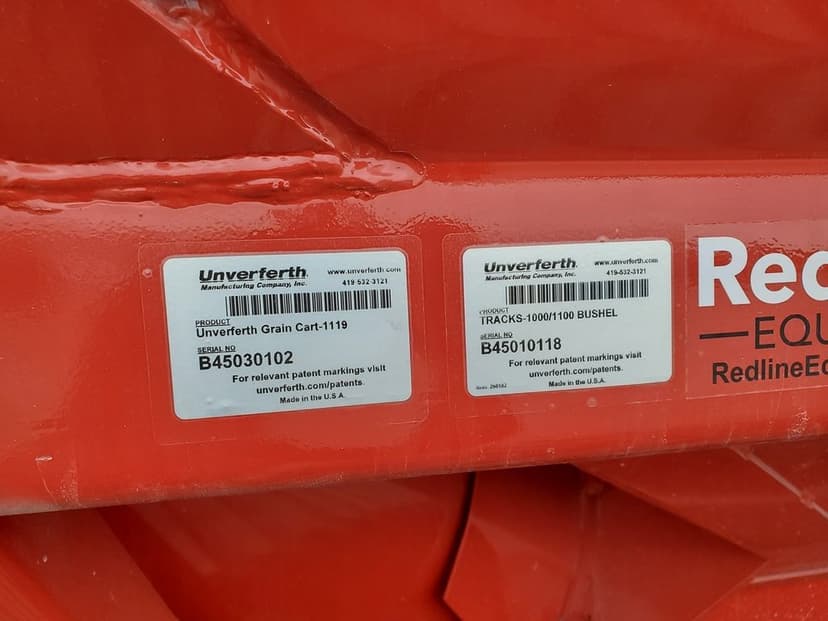 Unverferth www.unverferth.com
Manufacturing Company, Inc. 419-532-3121
PRODUCT
Unverferth Grain Cart-1119
SERIAL NO
B45030102
For relevant patent markings visit
unverferth.com/patents.
Made in the U.S.A.
Unverferth www.unverferth.com
Manufacturing Company, Inc. 419-532-3121
PRODUCT
TRACKS-1000/1100 BUSHEL
SERIAL NO
B45010118
For relevant patent markings visit
unverferth.com/patents.
Made in the U.S.A.
Red
EQU
RedlineEq